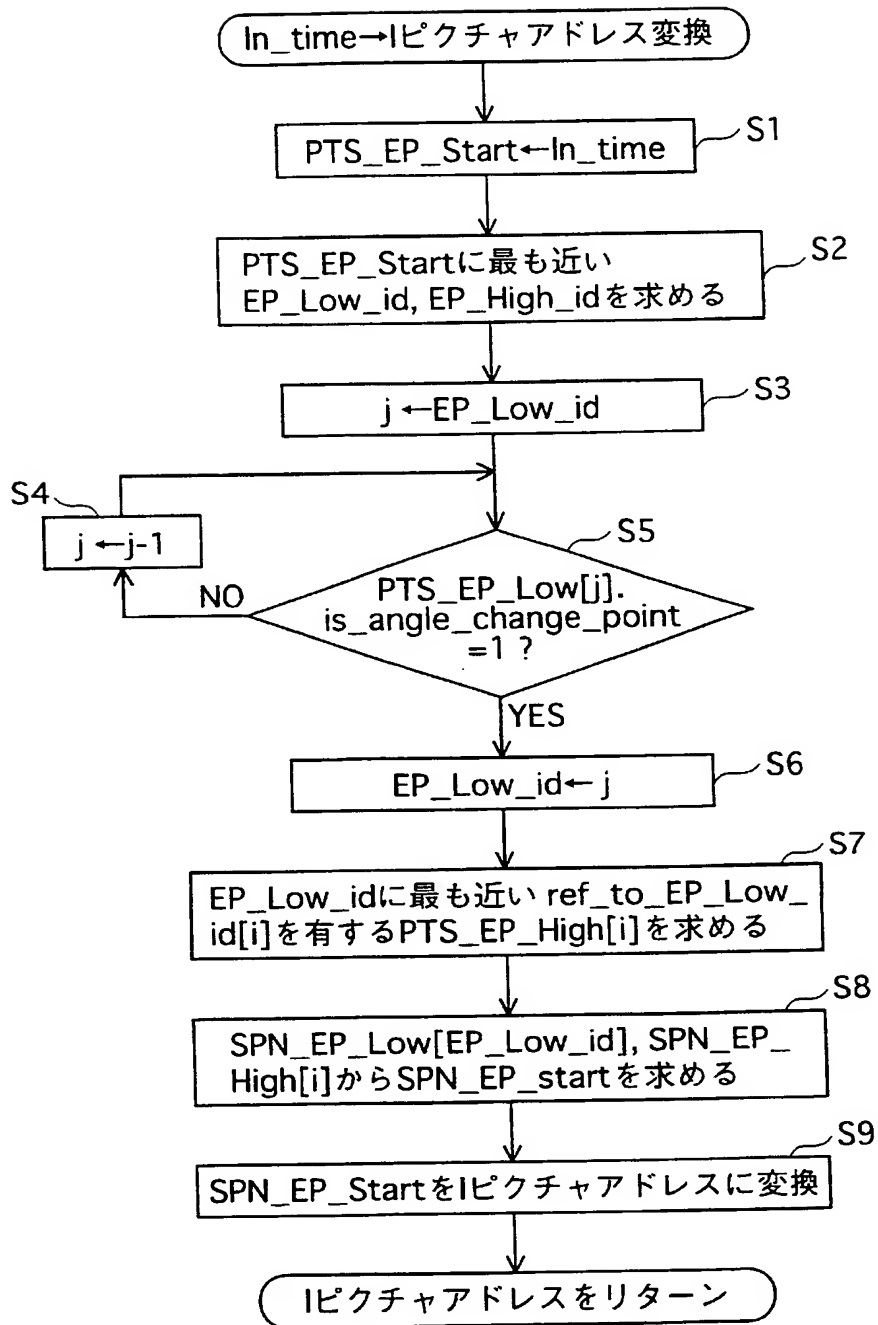 In_time→Iピクチャアドレス変換
S1
PTS_EP_Start←In_time
S2
PTS_EP_Startに最も近い
EP_Low_id, EP_High_idを求める
S3
j←EP_Low_id
S4
j←j-1
S5
NO
PTS_EP_Low[j].
is_angle_change_point
=1 ?
YES
S6
EP_Low_id← j
S7
EP_Low_idに最も近い ref_to_EP_Low_
id[i]を有するPTS_EP_High[i]を求める
S8
SPN_EP_Low[EP_Low_id], SPN_EP_
High[i]からSPN_EP_startを求める
S9
SPN_EP_StartをIピクチャアドレスに変換
Iピクチャアドレスをリターン